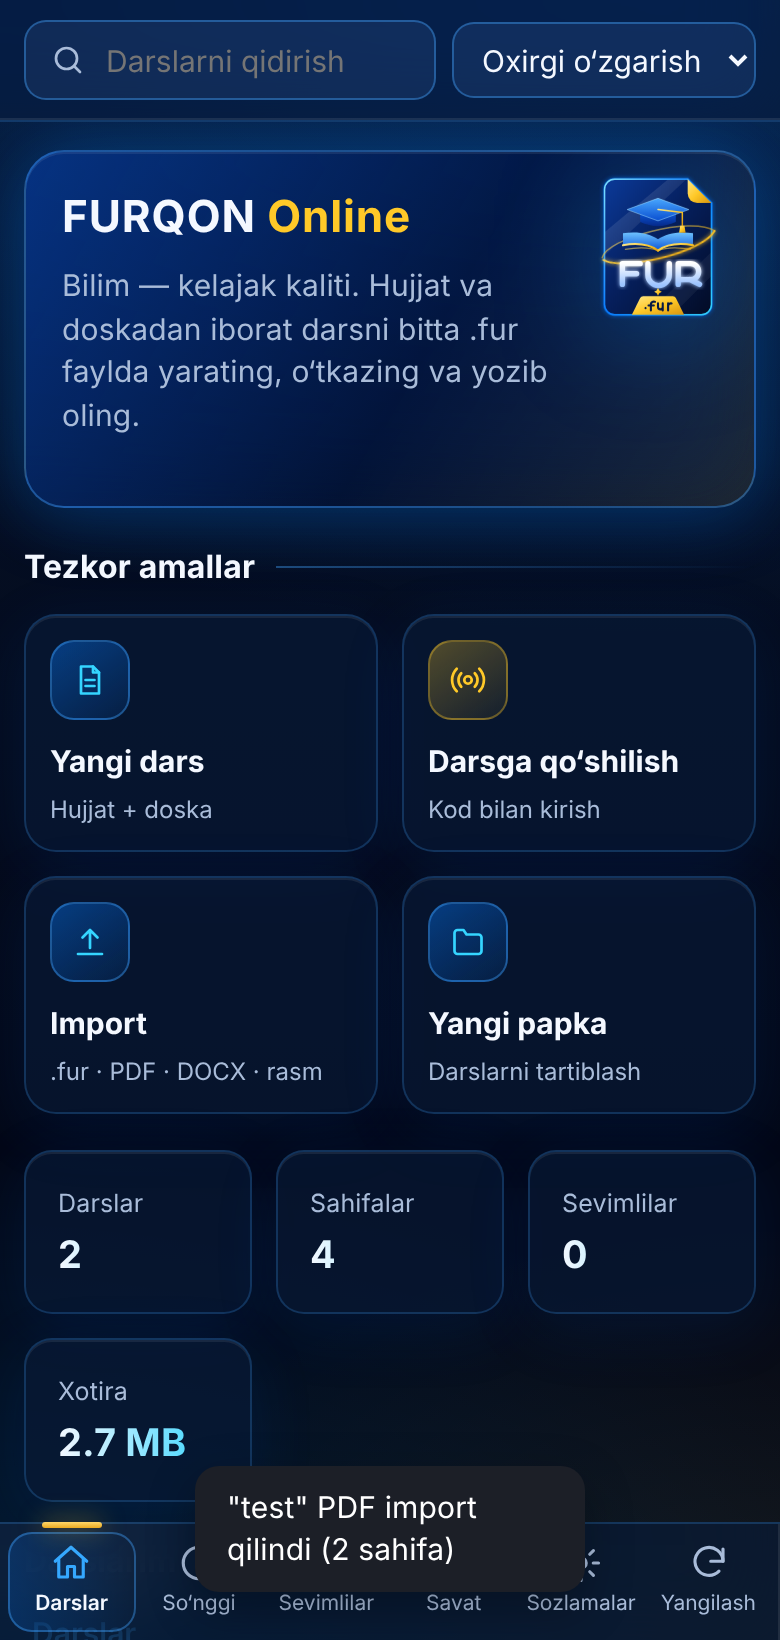 Darslarni qidirish
Oxirgi o‘zgarish
FURQON Online
Bilim — kelajak kaliti. Hujjat va
doskadan iborat darsni bitta .fur
faylda yarating, o‘tkazing va yozib
oling.
FUR
.fur
Tezkor amallar
Yangi dars
Hujjat + doska
Darsga qo‘shilish
Kod bilan kirish
Import
.fur · PDF · DOCX · rasm
Yangi papka
Darslarni tartiblash
Darslar
2
Sahifalar
4
Sevimlilar
0
Xotira
2.7 MB
"test" PDF import
qilindi (2 sahifa)
Darslar
So‘nggi
Sevimlilar
Savat
Sozlamalar
Yangilash
Darslar